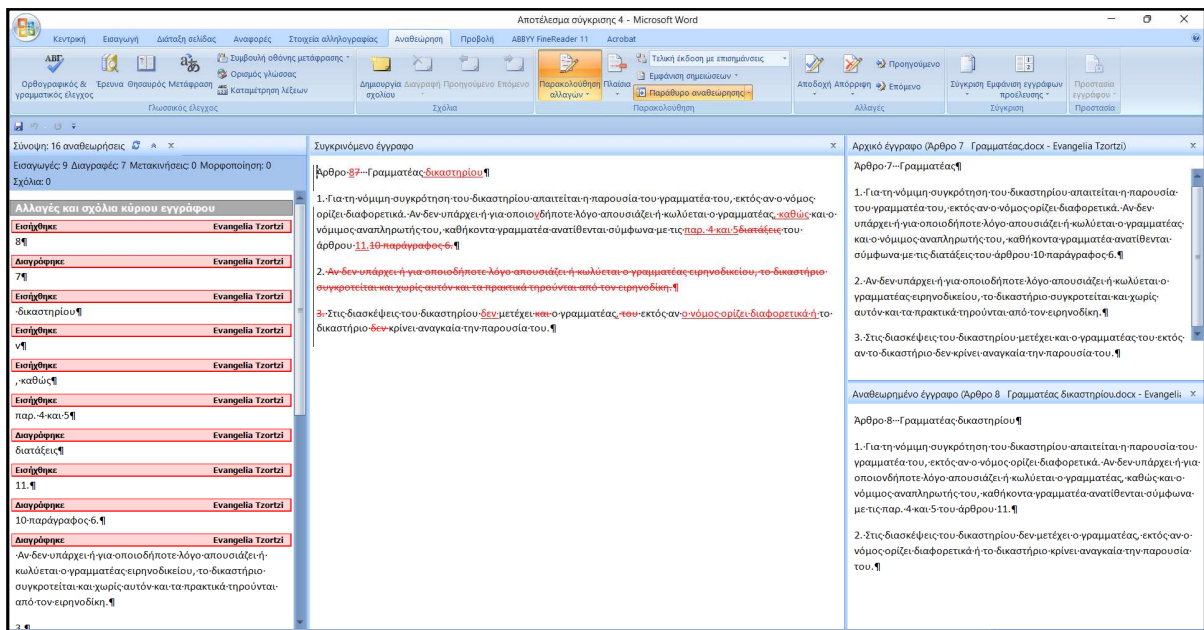 Αποτέλεσμα σύγκρισης 4 - Microsoft Word
Κεντρική Εισαγωγή Διάταξη σελίδας Αναφορές Στοιχεία αλληλογραφίας Αναθεώρηση Προβολή ABBYY FineReader 11 Acrobat
Ορθογραφικός & γραμματικός έλεγχος
Έρευνα Θησαυρός Μετάφραση
Συμβουλή οθόνης μετάφρασης
Ορισμός γλώσσας
Καταμέτρηση λέξεων
Γλωσσικός έλεγχος
Δημιουργία σχολίου
Διαγραφή Προηγούμενο Επόμενο
Σχόλια
Παρακολούθηση αλλαγών
Πλαίσια
Τελική έκδοση με επισημάνσεις
Εμφάνιση σημειώσεων
Παράθυρο αναθεώρησης
Παρακολούθηση
Αποδοχή Απόρριψη
Προηγούμενο
Επόμενο
Αλλαγές
Σύγκριση Εμφάνιση εγγράφων προέλευσης
Σύγκριση
Προστασία εγγράφου
Προστασία
Σύνοψη: 16 αναθεωρήσεις
Εισαγωγές: 9 Διαγραφές: 7 Μετακινήσεις: 0 Μορφοποίηση: 0
Σχόλια: 0
Αλλαγές και σχόλια κύριου εγγράφου
Εισήχθηκε Evangelia Tzortzi
8¶
Διαγράφηκε Evangelia Tzortzi
7¶
Εισήχθηκε Evangelia Tzortzi
·δικαστηρίου¶
Εισήχθηκε Evangelia Tzortzi
ν¶
Εισήχθηκε Evangelia Tzortzi
,·καθώς¶
Εισήχθηκε Evangelia Tzortzi
παρ.·4·και·5¶
Διαγράφηκε Evangelia Tzortzi
διατάξεις¶
Εισήχθηκε Evangelia Tzortzi
11.¶
Διαγράφηκε Evangelia Tzortzi
10·παράγραφος·6.¶
Διαγράφηκε Evangelia Tzortzi
·Αν·δεν·υπάρχει·ή·για·οποιοδήποτε·λόγο·απουσιάζει·ή·
κωλύεται·ο·γραμματέας·ειρηνοδικείου,·το·δικαστήριο·
συγκροτείται·και·χωρίς·αυτόν·και·τα·πρακτικά·τηρούνται·
από·τον·ειρηνοδίκη.¶
3.¶
Συγκρινόμενο έγγραφο
Άρθρο·87···Γραμματέας·δικαστηρίου¶
1.·Για·τη·νόμιμη·συγκρότηση·του·δικαστηρίου·απαιτείται·η·παρουσία·του·γραμματέα·του,·εκτός·αν·ο·νόμος·
ορίζει·διαφορετικά.·Αν·δεν·υπάρχει·ή·για·οποιονδήποτε·λόγο·απουσιάζει·ή·κωλύεται·ο·γραμματέας,·καθώς·και·ο·
νόμιμος·αναπληρωτής·του,·καθήκοντα·γραμματέα·ανατίθενται·σύμφωνα·με·τις·παρ.·4·και·5διατάξεις·του·
άρθρου·11.10·παράγραφος·6.¶
2.·Αν·δεν·υπάρχει·ή·για·οποιοδήποτε·λόγο·απουσιάζει·ή·κωλύεται·ο·γραμματέας·ειρηνοδικείου,·το·δικαστήριο·
συγκροτείται·και·χωρίς·αυτόν·και·τα·πρακτικά·τηρούνται·από·τον·ειρηνοδίκη.¶
3.·Στις·διασκέψεις·του·δικαστηρίου·δεν·μετέχει·και·ο·γραμματέας,·του·εκτός·αν·ο·νόμος·ορίζει·διαφορετικά·ή·το·
δικαστήριο·δεν·κρίνει·αναγκαία·την·παρουσία·του.¶
Αρχικό έγγραφο (Άρθρο 7 Γραμματέας.docx - Evangelia Tzortzi)
Άρθρο·7···Γραμματέας¶
1.·Για·τη·νόμιμη·συγκρότηση·του·δικαστηρίου·απαιτείται·η·παρουσία·
του·γραμματέα·του,·εκτός·αν·ο·νόμος·ορίζει·διαφορετικά.·Αν·δεν·
υπάρχει·ή·για·οποιοδήποτε·λόγο·απουσιάζει·ή·κωλύεται·ο·γραμματέας·
και·ο·νόμιμος·αναπληρωτής·του,·καθήκοντα·γραμματέα·ανατίθενται·
σύμφωνα·με·τις·διατάξεις·του·άρθρου·10·παράγραφος·6.¶
2.·Αν·δεν·υπάρχει·ή·για·οποιοδήποτε·λόγο·απουσιάζει·ή·κωλύεται·ο·
γραμματέας·ειρηνοδικείου,·το·δικαστήριο·συγκροτείται·και·χωρίς·
αυτόν·και·τα·πρακτικά·τηρούνται·από·τον·ειρηνοδίκη.¶
3.·Στις·διασκέψεις·του·δικαστηρίου·μετέχει·και·ο·γραμματέας·του·εκτός·
αν·το·δικαστήριο·δεν·κρίνει·αναγκαία·την·παρουσία·του.¶
Αναθεωρημένο έγγραφο (Άρθρο 8 Γραμματέας δικαστηρίου.docx - Evangelia
Άρθρο·8···Γραμματέας·δικαστηρίου¶
1.·Για·τη·νόμιμη·συγκρότηση·του·δικαστηρίου·απαιτείται·η·παρουσία·του·
γραμματέα·του,·εκτός·αν·ο·νόμος·ορίζει·διαφορετικά.·Αν·δεν·υπάρχει·ή·για·
οποιονδήποτε·λόγο·απουσιάζει·ή·κωλύεται·ο·γραμματέας,·καθώς·και·ο·
νόμιμος·αναπληρωτής·του,·καθήκοντα·γραμματέα·ανατίθενται·σύμφωνα·
με·τις·παρ.·4·και·5·του·άρθρου·11.¶
2.·Στις·διασκέψεις·του·δικαστηρίου·δεν·μετέχει·ο·γραμματέας,·εκτός·αν·ο·
νόμος·ορίζει·διαφορετικά·ή·το·δικαστήριο·κρίνει·αναγκαία·την·παρουσία·
του.¶